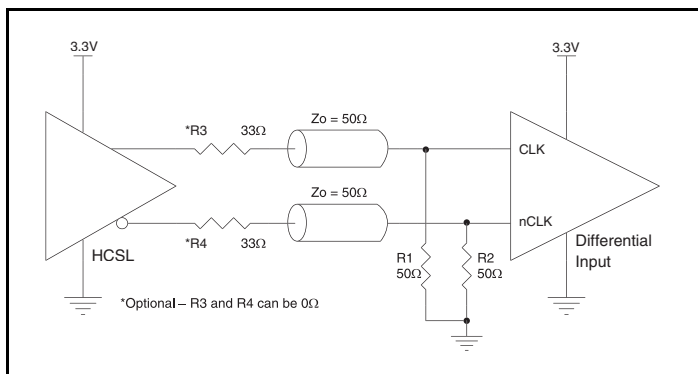 3.3V
3.3V
*R3 33Ω
Zo = 50Ω
CLK
Zo = 50Ω
nCLK
*R4 33Ω
HCSL
R1
50Ω
R2
50Ω
Differential
Input
*Optional – R3 and R4 can be 0Ω